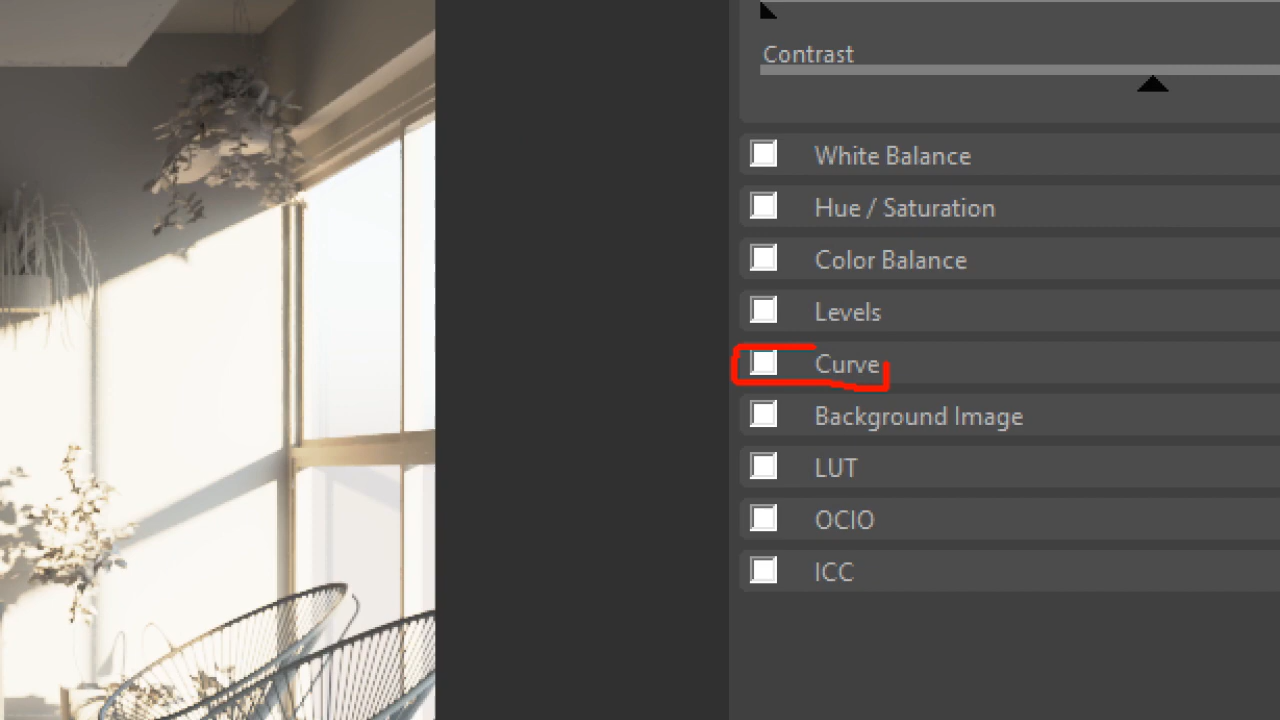 Contrast
White Balance
Hue / Saturation
Color Balance
Levels
Curve
Background Image
LUT
OCIO
ICC